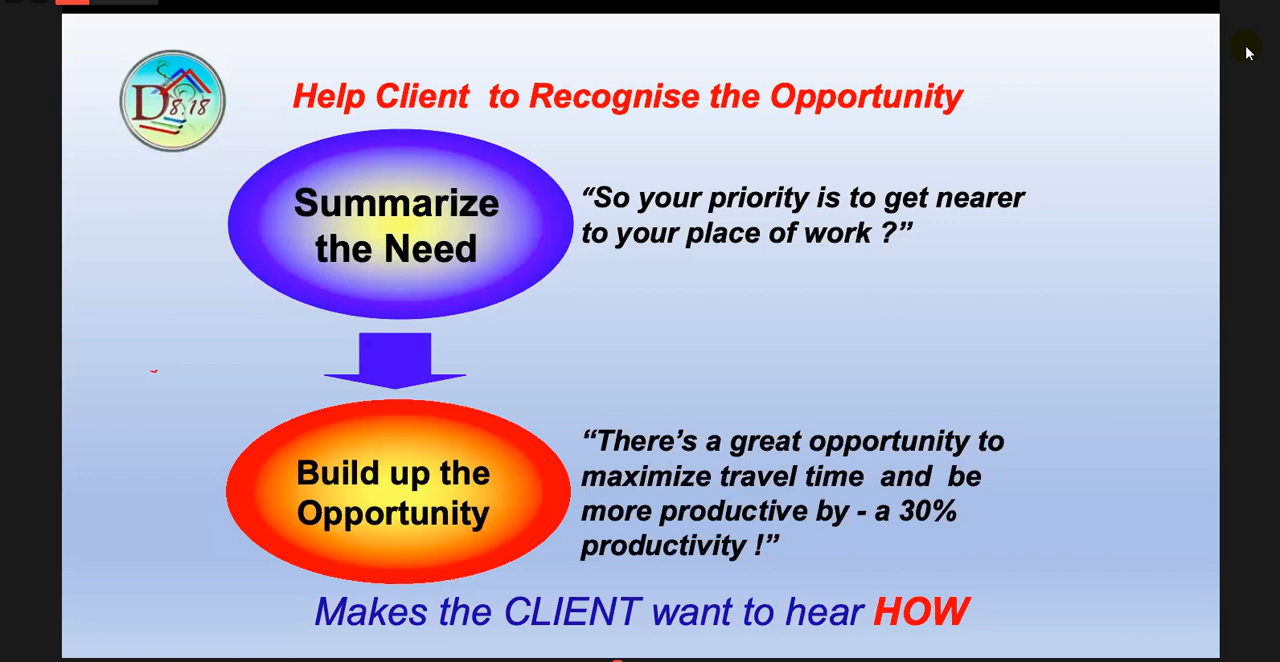 D8.18
Help Client to Recognise the Opportunity
Summarize
the Need
“So your priority is to get nearer
to your place of work ?”
Build up the
Opportunity
“There’s a great opportunity to
maximize travel time and be
more productive by - a 30%
productivity !”
Makes the CLIENT want to hear HOW